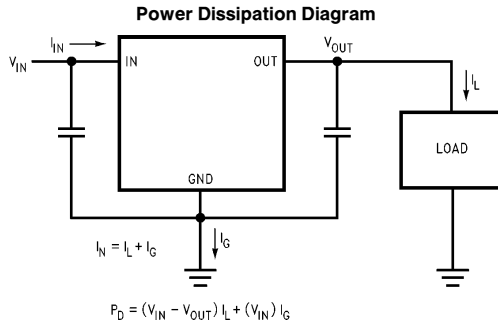 Power Dissipation Diagram
I_IN
V_IN
IN
OUT
V_OUT
I_L
LOAD
GND
I_N = I_L + I_G
I_G
P_D = (V_IN – V_OUT) I_L + (V_IN) I_G